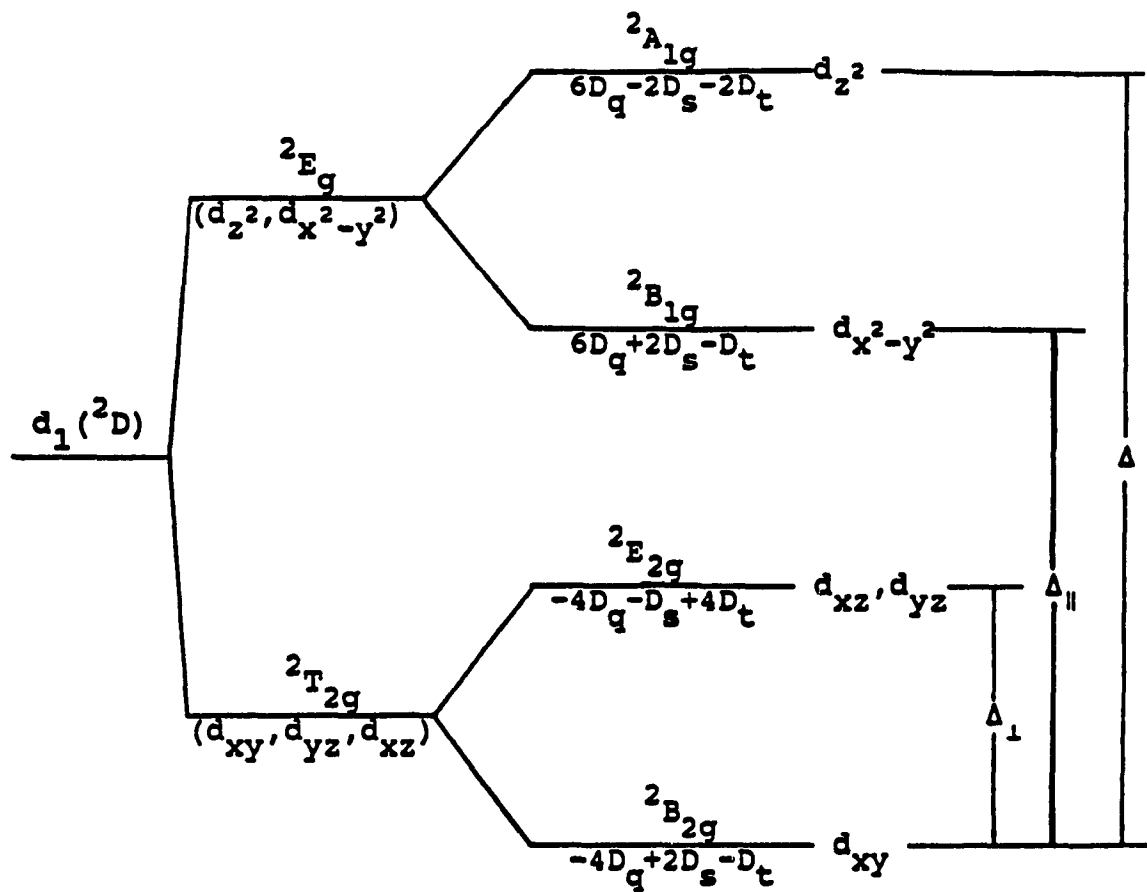 ²A₁g
6Dq-2Ds-2Dt
dz²
²Eg
(dz²,dx²-y²)
²B₁g
6Dq+2Ds-Dt
dx²-y²
d₁(²D)
Δ
²E₂g
-4Dq-Ds+4Dt
dxz,dyz
Δ∥
²T₂g
(dxy,dyz,dxz)
Δ⊥
²B₂g
-4Dq+2Ds-Dt
dxy